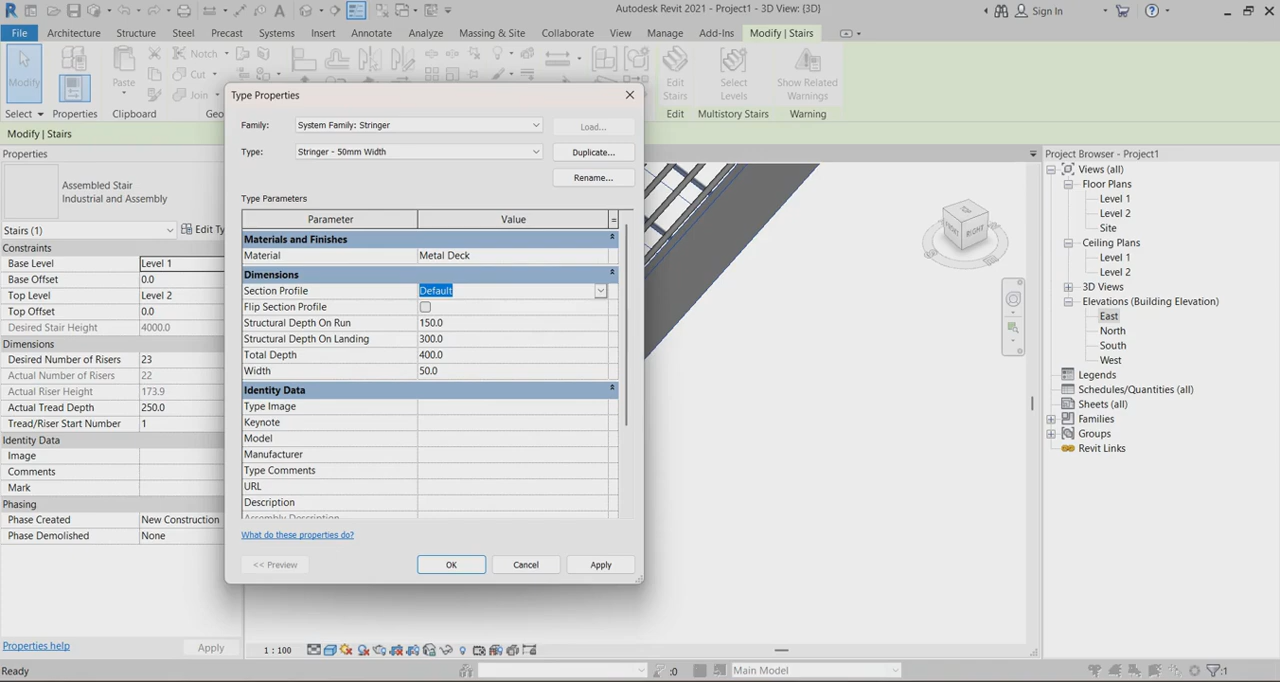 Autodesk Revit 2021 - Project1 - 3D View: {3D}
Sign In
File Architecture Structure Steel Precast Systems Insert Annotate Analyze Massing & Site Collaborate View Manage Add-Ins Modify | Stairs
Modify
Paste
Notch
Cut
Join
Edit Stairs
Select Levels
Show Related Warnings
Select Properties Clipboard Geo Edit Multistory Stairs Warning
Modify | Stairs
Properties
Assembled Stair
Industrial and Assembly
Stairs (1)
Edit Ty
Constraints
Base Level Level 1
Base Offset 0.0
Top Level Level 2
Top Offset 0.0
Desired Stair Height 4000.0
Dimensions
Desired Number of Risers 23
Actual Number of Risers 22
Actual Riser Height 173.9
Actual Tread Depth 250.0
Tread/Riser Start Number 1
Identity Data
Image
Comments
Mark
Phasing
Phase Created New Construction
Phase Demolished None
Properties help
Apply
Type Properties
Family: System Family: Stringer Load...
Type: Stringer - 50mm Width Duplicate...
Rename...
Type Parameters
Parameter Value =
Materials and Finishes
Material Metal Deck
Dimensions
Section Profile Default
Flip Section Profile
Structural Depth On Run 150.0
Structural Depth On Landing 300.0
Total Depth 400.0
Width 50.0
Identity Data
Type Image
Keynote
Model
Manufacturer
Type Comments
URL
Description
Assembly Description
What do these properties do?
<< Preview OK Cancel Apply
TOP
FRONT
RIGHT
Project Browser - Project1
Views (all)
Floor Plans
Level 1
Level 2
Site
Ceiling Plans
Level 1
Level 2
3D Views
Elevations (Building Elevation)
East
North
South
West
Legends
Schedules/Quantities (all)
Sheets (all)
Families
Groups
Revit Links
1 : 100
Ready
:0
Main Model
:1